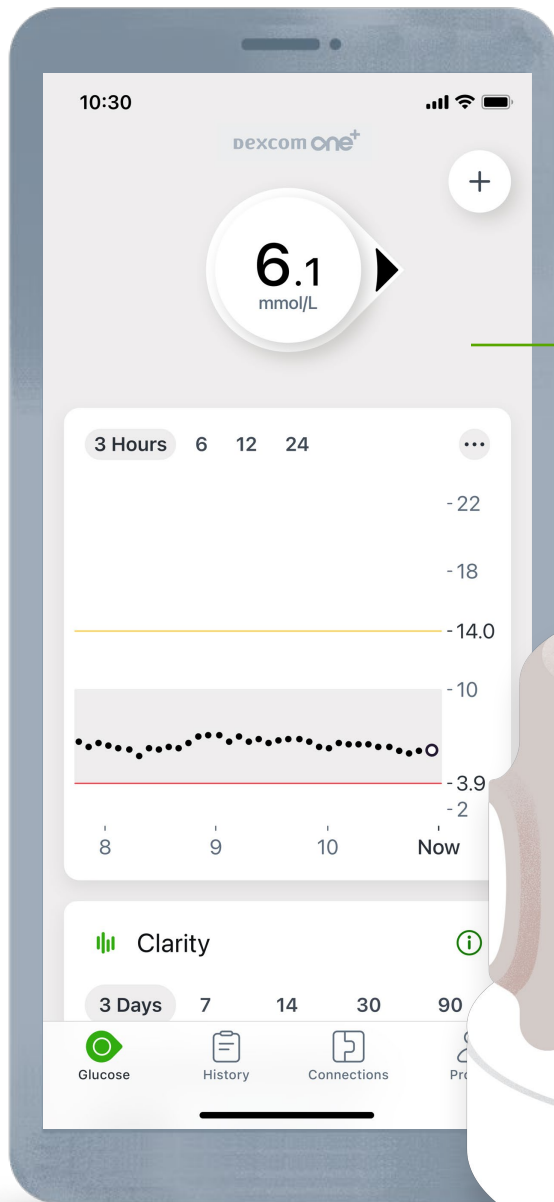 10:30
Dexcom one+
+
6.1
mmol/L
3 Hours 6 12 24
22
18
14.0
10
3.9
2
8 9 10 Now
Clarity
3 Days 7 14 30 90
Glucose History Connections